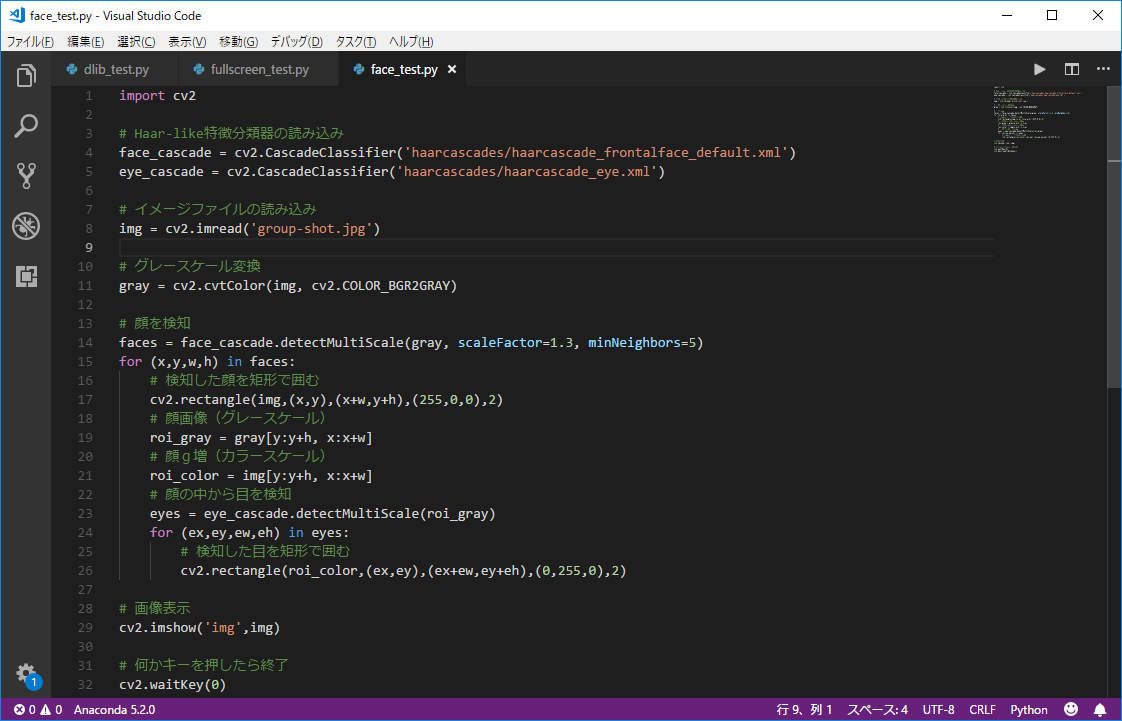 face_test.py - Visual Studio Code
ファイル(F) 編集(E) 選択(C) 表示(V) 移動(G) デバッグ(D) タスク(T) ヘルプ(H)
dlib_test.py fullscreen_test.py face_test.py
1 import cv2
2
3 # Haar-like特徴分類器の読み込み
4 face_cascade = cv2.CascadeClassifier('haarcascades/haarcascade_frontalface_default.xml')
5 eye_cascade = cv2.CascadeClassifier('haarcascades/haarcascade_eye.xml')
6
7 # イメージファイルの読み込み
8 img = cv2.imread('group-shot.jpg')
9
10 # グレースケール変換
11 gray = cv2.cvtColor(img, cv2.COLOR_BGR2GRAY)
12
13 # 顔を検知
14 faces = face_cascade.detectMultiScale(gray, scaleFactor=1.3, minNeighbors=5)
15 for (x,y,w,h) in faces:
16     # 検知した顔を矩形で囲む
17     cv2.rectangle(img,(x,y),(x+w,y+h),(255,0,0),2)
18     # 顔画像（グレースケール）
19     roi_gray = gray[y:y+h, x:x+w]
20     # 顔ｇ増（カラースケール）
21     roi_color = img[y:y+h, x:x+w]
22     # 顔の中から目を検知
23     eyes = eye_cascade.detectMultiScale(roi_gray)
24     for (ex,ey,ew,eh) in eyes:
25         # 検知した目を矩形で囲む
26         cv2.rectangle(roi_color,(ex,ey),(ex+ew,ey+eh),(0,255,0),2)
27
28 # 画像表示
29 cv2.imshow('img',img)
30
31 # 何かキーを押したら終了
32 cv2.waitKey(0)
1
0 0 Anaconda 5.2.0 行 9、列 1 スペース: 4 UTF-8 CRLF Python